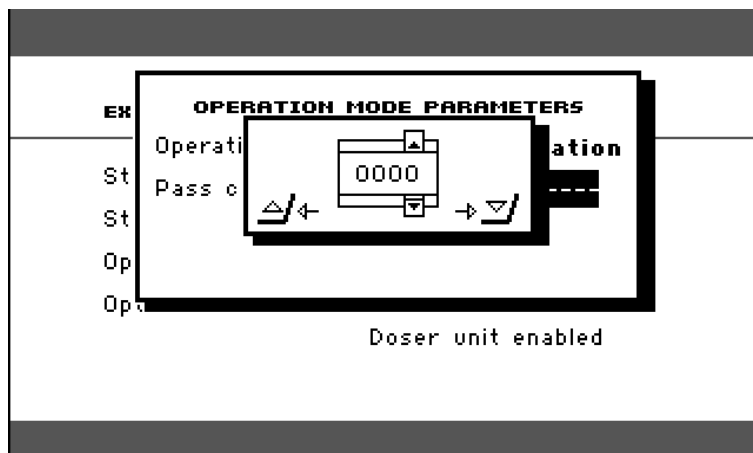 EX
OPERATION MODE PARAMETERS
Operati
ation
St
Pass c
0000
----
St
Op
Op
Doser unit enabled